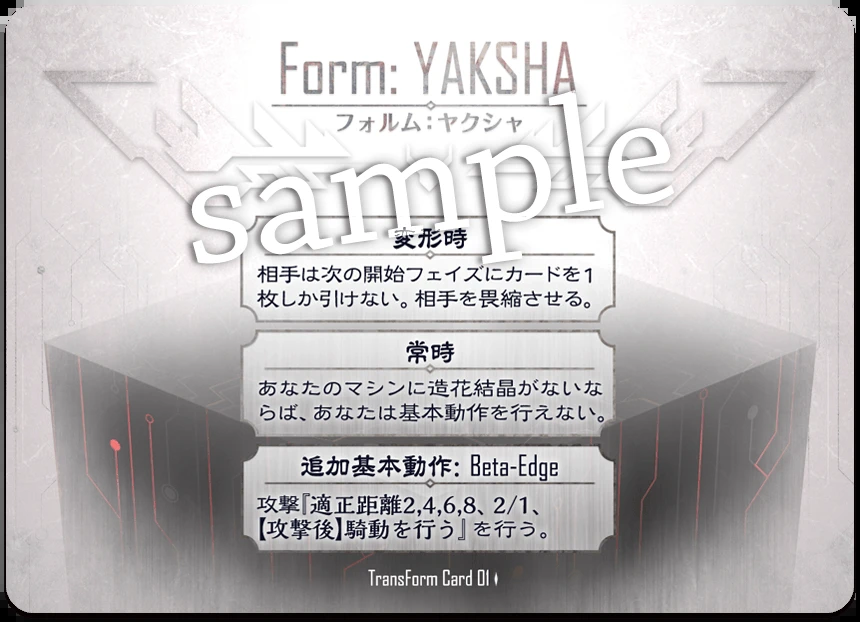 Form: YAKSHA
フォルム：ヤクシャ
sample
変形時
相手は次の開始フェイズにカードを1
枚しか引けない。相手を畏縮させる。
常時
あなたのマシンに造花結晶がないな
らば、あなたは基本動作を行えない。
追加基本動作: Beta-Edge
攻撃『適正距離2,4,6,8、2/1、
【攻撃後】騎動を行う』を行う。
TransForm Card 01